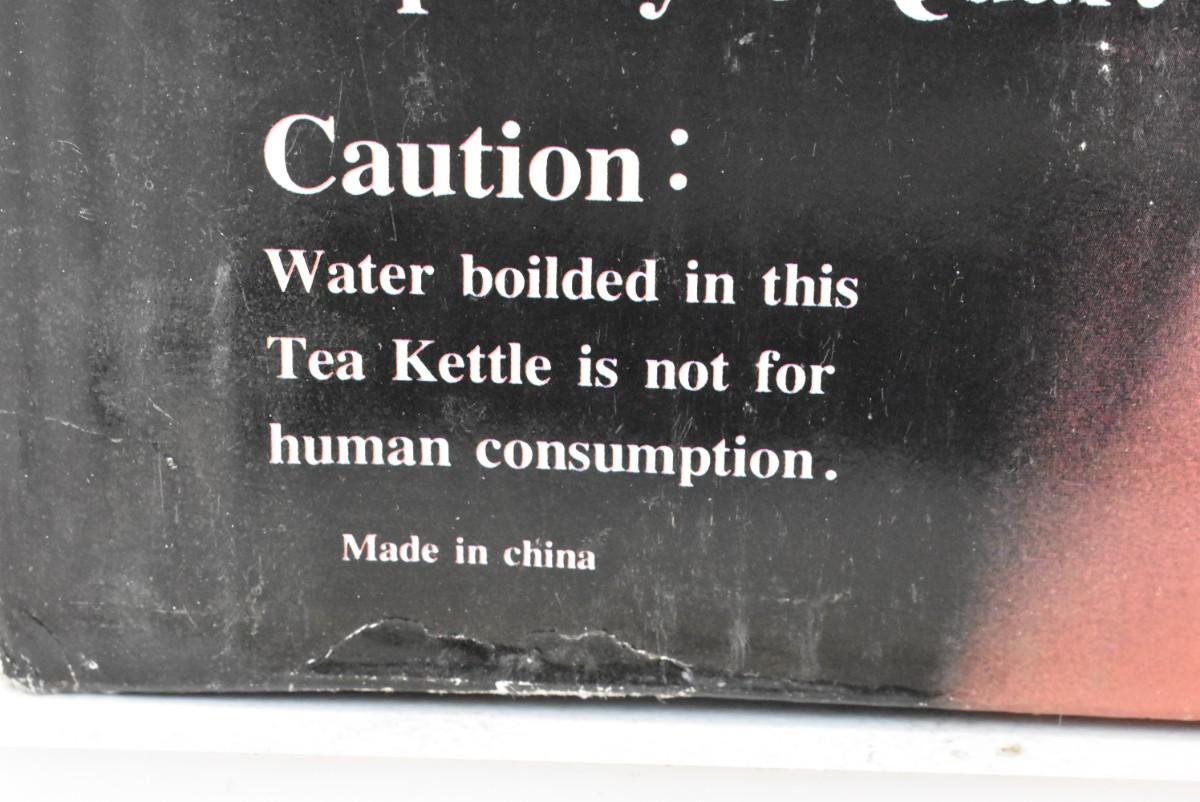 Caution:
Water boilded in this
Tea Kettle is not for
human consumption.
Made in china